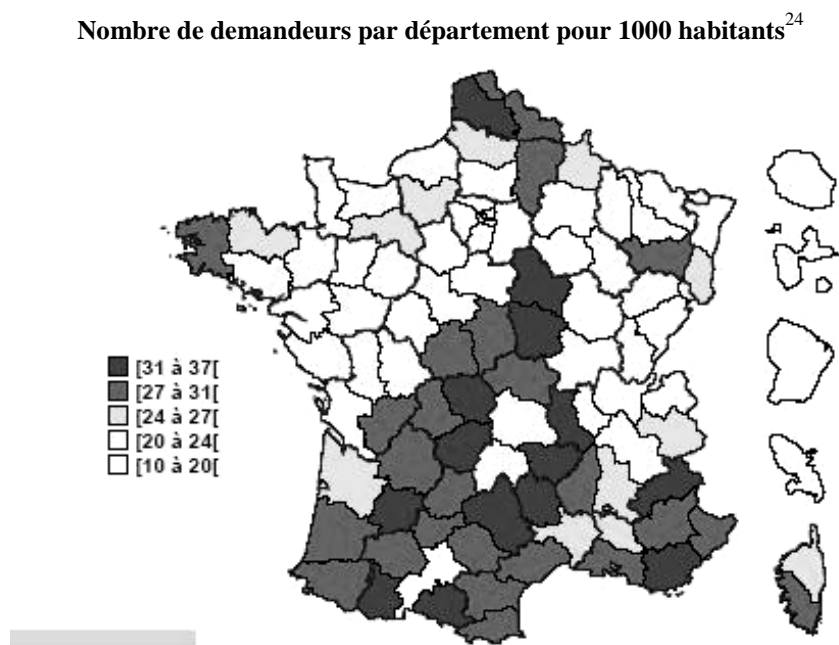 Nombre de demandeurs par département pour 1000 habitants24
[31 à 37[
[27 à 31[
[24 à 27[
[20 à 24[
[10 à 20[